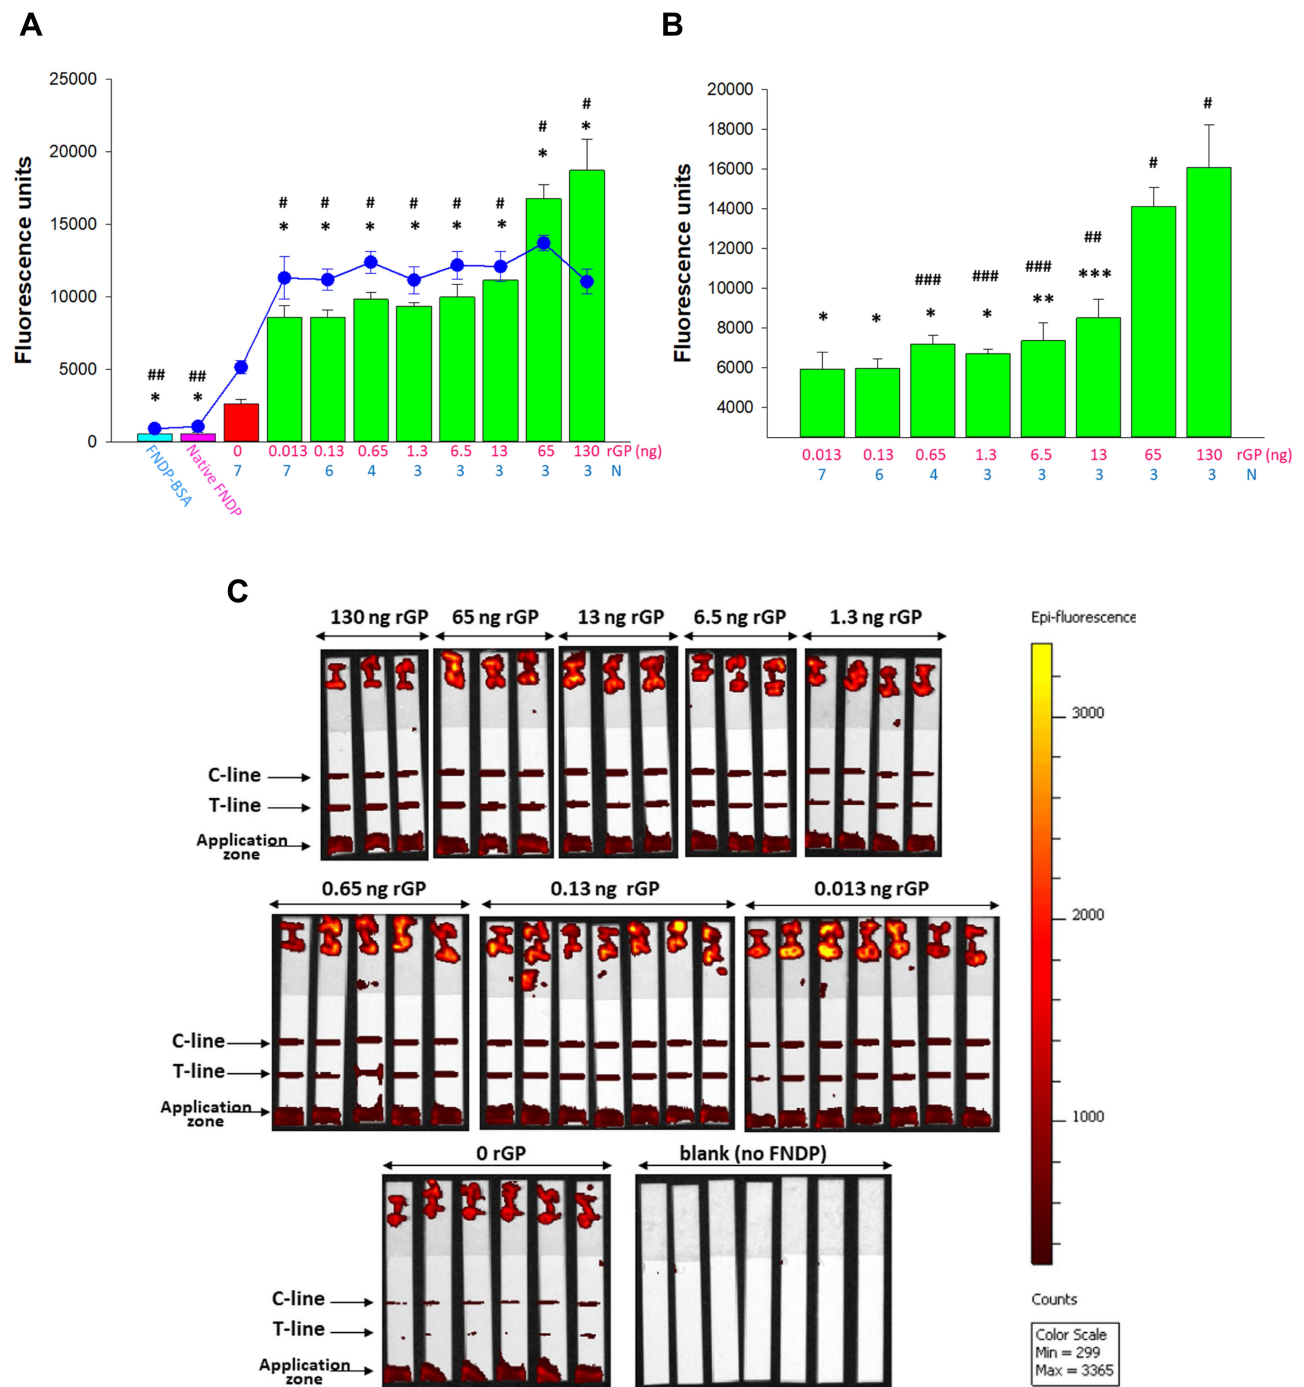 A
B
25000
20000
15000
10000
5000
0
Fluorescence units
## ## # # # # # # # #
* * * * * * * * * *
0 0.013 0.13 0.65 1.3 6.5 13 65 130 rGP (ng)
7 7 6 4 3 3 3 3 3 N
FNDP-BSA
Native FNDP
20000
18000
16000
14000
12000
10000
8000
6000
4000
Fluorescence units
### ### ### ## # #
* * * * ** ***
0.013 0.13 0.65 1.3 6.5 13 65 130 rGP (ng)
7 6 4 3 3 3 3 3 N
C
130 ng rGP 65 ng rGP 13 ng rGP 6.5 ng rGP 1.3 ng rGP
C-line
T-line
Application
zone
0.65 ng rGP 0.13 ng rGP 0.013 ng rGP
C-line
T-line
Application
zone
0 rGP blank (no FNDP)
C-line
T-line
Application
zone
Epi-fluorescence
3000
2000
1000
Counts
Color Scale
Min = 299
Max = 3365